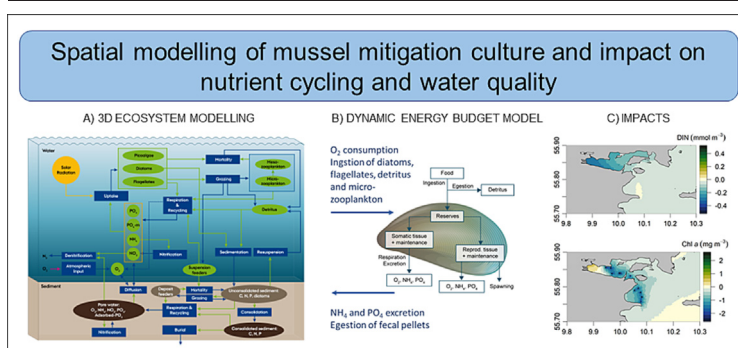 Spatial modelling of mussel mitigation culture and impact on
nutrient cycling and water quality
A) 3D ECOSYSTEM MODELLING
Water
Solar
Radiation
Picoalgae
Diatoms
Flagellates
Uptake
Respiration
&
Recycling
Mortality
Grazing
Meso-
zooplankton
Micro-
zooplankton
Detritus
PO₄
NH₄
NO₃
O₂
Nitrification
Denitrification
Atmospheric
Input
Suspension
feeders
Sedimentation
Resuspension
Sediment
Diffusion
Deposit
feeders
Mortality
Grazing
Unconsolidated sediment:
C, N, P, diatoms
Pore water:
O₂, NH₄, NO₃, PO₄
Adsorbed-PO₄
Respiration &
Recycling
Consolidation
Nitrification
Burial
Consolidated sediment:
C, N, P
B) DYNAMIC ENERGY BUDGET MODEL
O₂ consumption
Ingestion of diatoms,
flagellates, detritus
and micro-
zooplankton
Food
Ingestion
Egestion
Detritus
Reserves
Somatic tissue
+ maintenance
Reprod. tissue
+ maintenance
Respiration
Excretion
O₂, NH₄, PO₄
O₂, NH₄, PO₄
Spawning
NH4 and PO4 excretion
Egestion of fecal pellets
C) IMPACTS
DIN (mmol m⁻³)
55.90
55.80
55.70
0.4
0.2
0.0
-0.2
-0.4
9.8 9.9 10.0 10.1 10.2 10.3
Chl a (mg m⁻³)
55.90
55.80
55.70
2
1
0
-1
-2
9.8 9.9 10.0 10.1 10.2 10.3